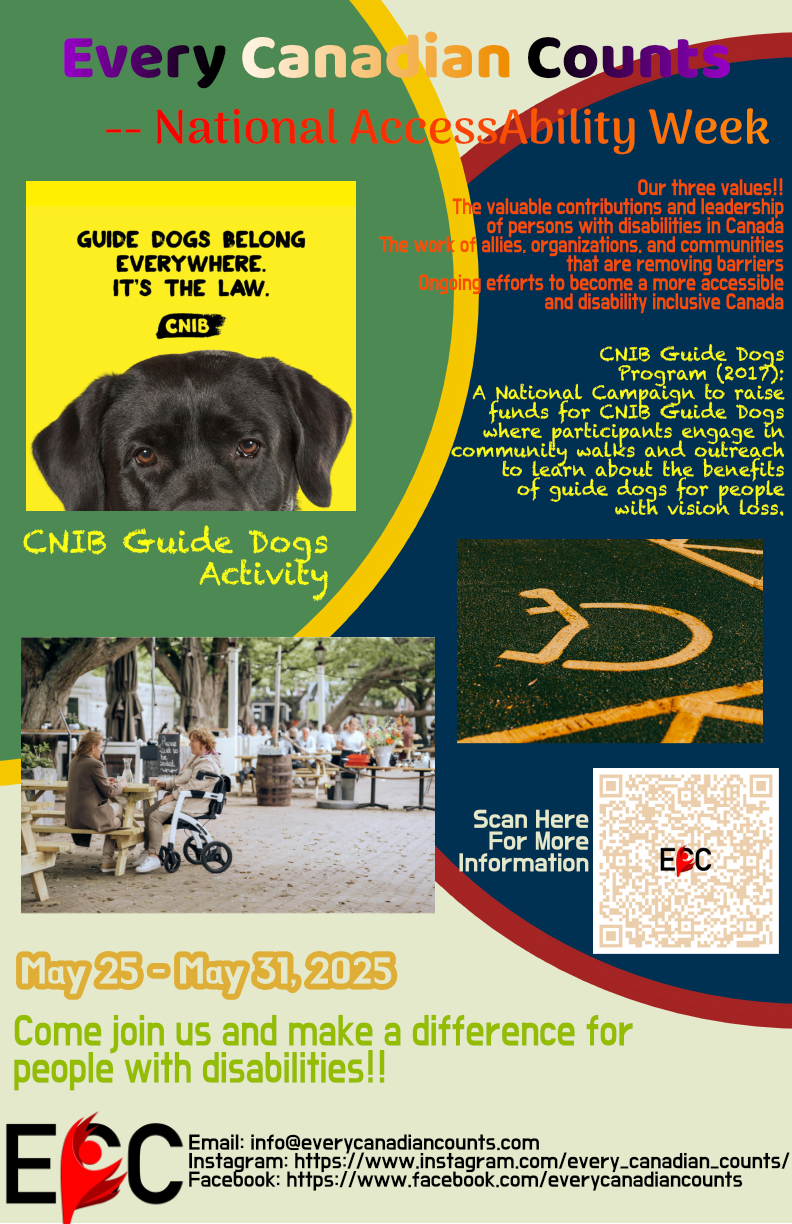 Every Canadian Counts
-- National AccessAbility Week
GUIDE DOGS BELONG
EVERYWHERE.
IT'S THE LAW.
CNIB
CNIB Guide Dogs
Activity
Our three values!!
The valuable contributions and leadership
of persons with disabilities in Canada
The work of allies, organizations, and communities
that are removing barriers
Ongoing efforts to become a more accessible
and disability inclusive Canada
CNIB Guide Dogs
Program (2017):
A National Campaign to raise
funds for CNIB Guide Dogs
where participants engage in
community walks and outreach
to learn about the benefits
of guide dogs for people
with vision loss.
Please
be
seated
Scan Here
For More
Information
ECC
May 25 - May 31, 2025
Come join us and make a difference for
people with disabilities!!
ECC
Email: info@everycanadiancounts.com
Instagram: https://www.instagram.com/every_canadian_counts/
Facebook: https://www.facebook.com/everycanadiancounts